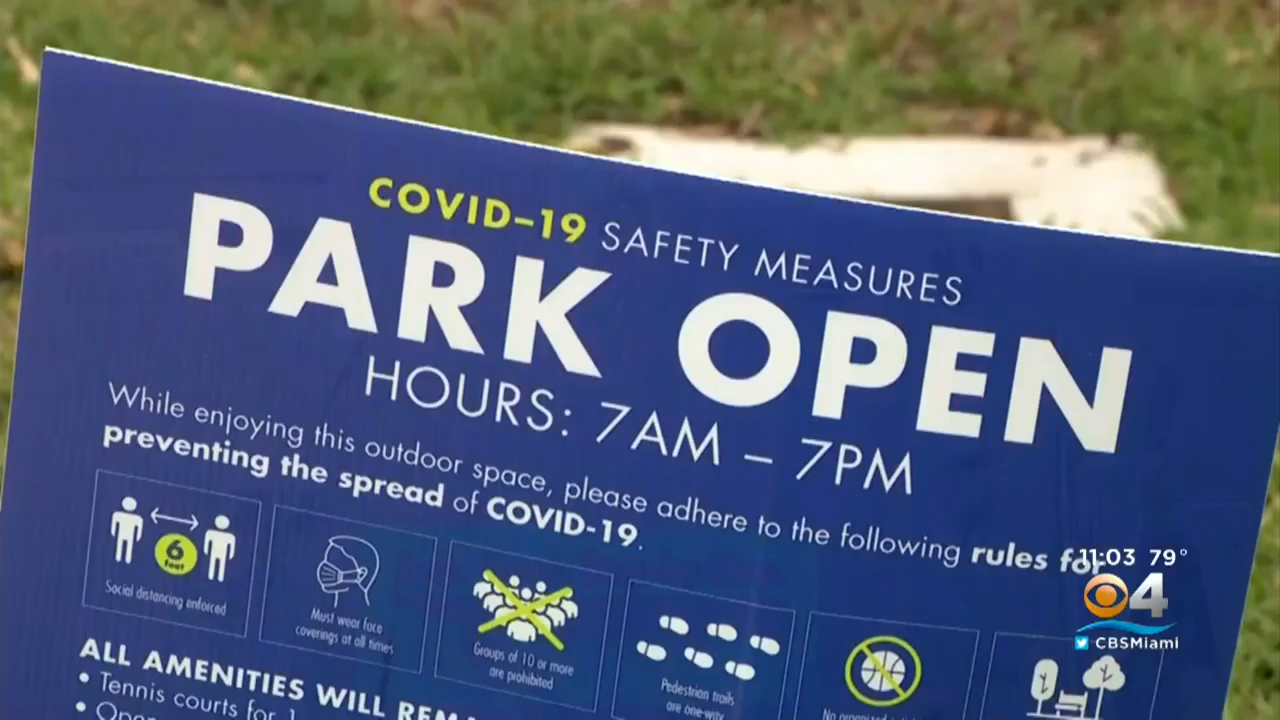 COVID-19 SAFETY MEASURES
PARK OPEN
HOURS: 7AM – 7PM
While enjoying this outdoor space, please adhere to the following rules for
preventing the spread of COVID-19.
6
feet
Social distancing enforced
Must wear face
coverings at all times
Groups of 10 or more
are prohibited
Pedestrian trails
are one-way
No organized
ALL AMENITIES WILL
• Tennis courts for
11:03 79°
4
CBSMiami